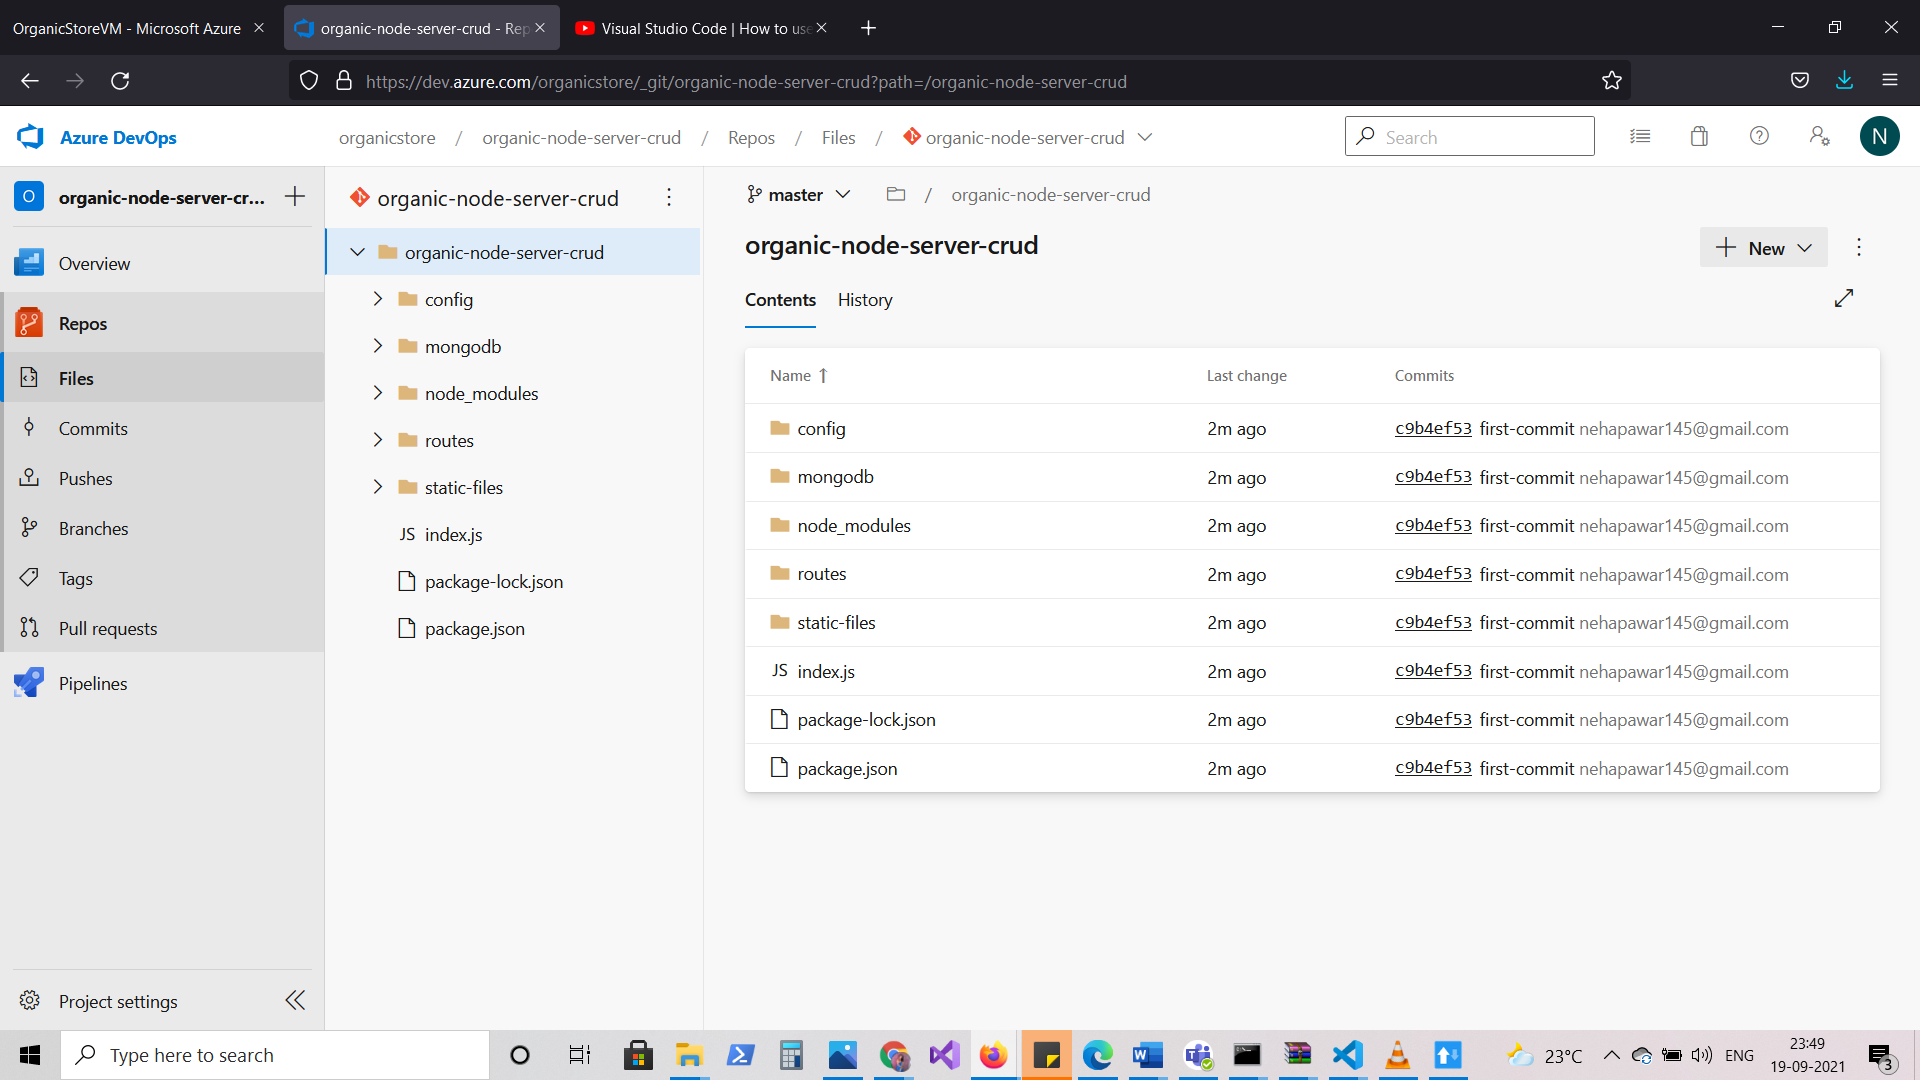 OrganicStoreVM - Microsoft Azure
organic-node-server-crud - Rep
Visual Studio Code | How to use
https://dev.azure.com/organicstore/_git/organic-node-server-crud?path=/organic-node-server-crud
Azure DevOps
organicstore / organic-node-server-crud / Repos / Files / organic-node-server-crud
Search
N
O organic-node-server-cr...
Overview
Repos
Files
Commits
Pushes
Branches
Tags
Pull requests
Pipelines
Project settings
organic-node-server-crud
organic-node-server-crud
config
mongodb
node_modules
routes
static-files
JS index.js
package-lock.json
package.json
master / organic-node-server-crud
organic-node-server-crud
New
Contents History
Name Last change Commits
config 2m ago c9b4ef53 first-commit nehapawar145@gmail.com
mongodb 2m ago c9b4ef53 first-commit nehapawar145@gmail.com
node_modules 2m ago c9b4ef53 first-commit nehapawar145@gmail.com
routes 2m ago c9b4ef53 first-commit nehapawar145@gmail.com
static-files 2m ago c9b4ef53 first-commit nehapawar145@gmail.com
JS index.js 2m ago c9b4ef53 first-commit nehapawar145@gmail.com
package-lock.json 2m ago c9b4ef53 first-commit nehapawar145@gmail.com
package.json 2m ago c9b4ef53 first-commit nehapawar145@gmail.com
Type here to search
23°C
ENG
23:49
19-09-2021
3